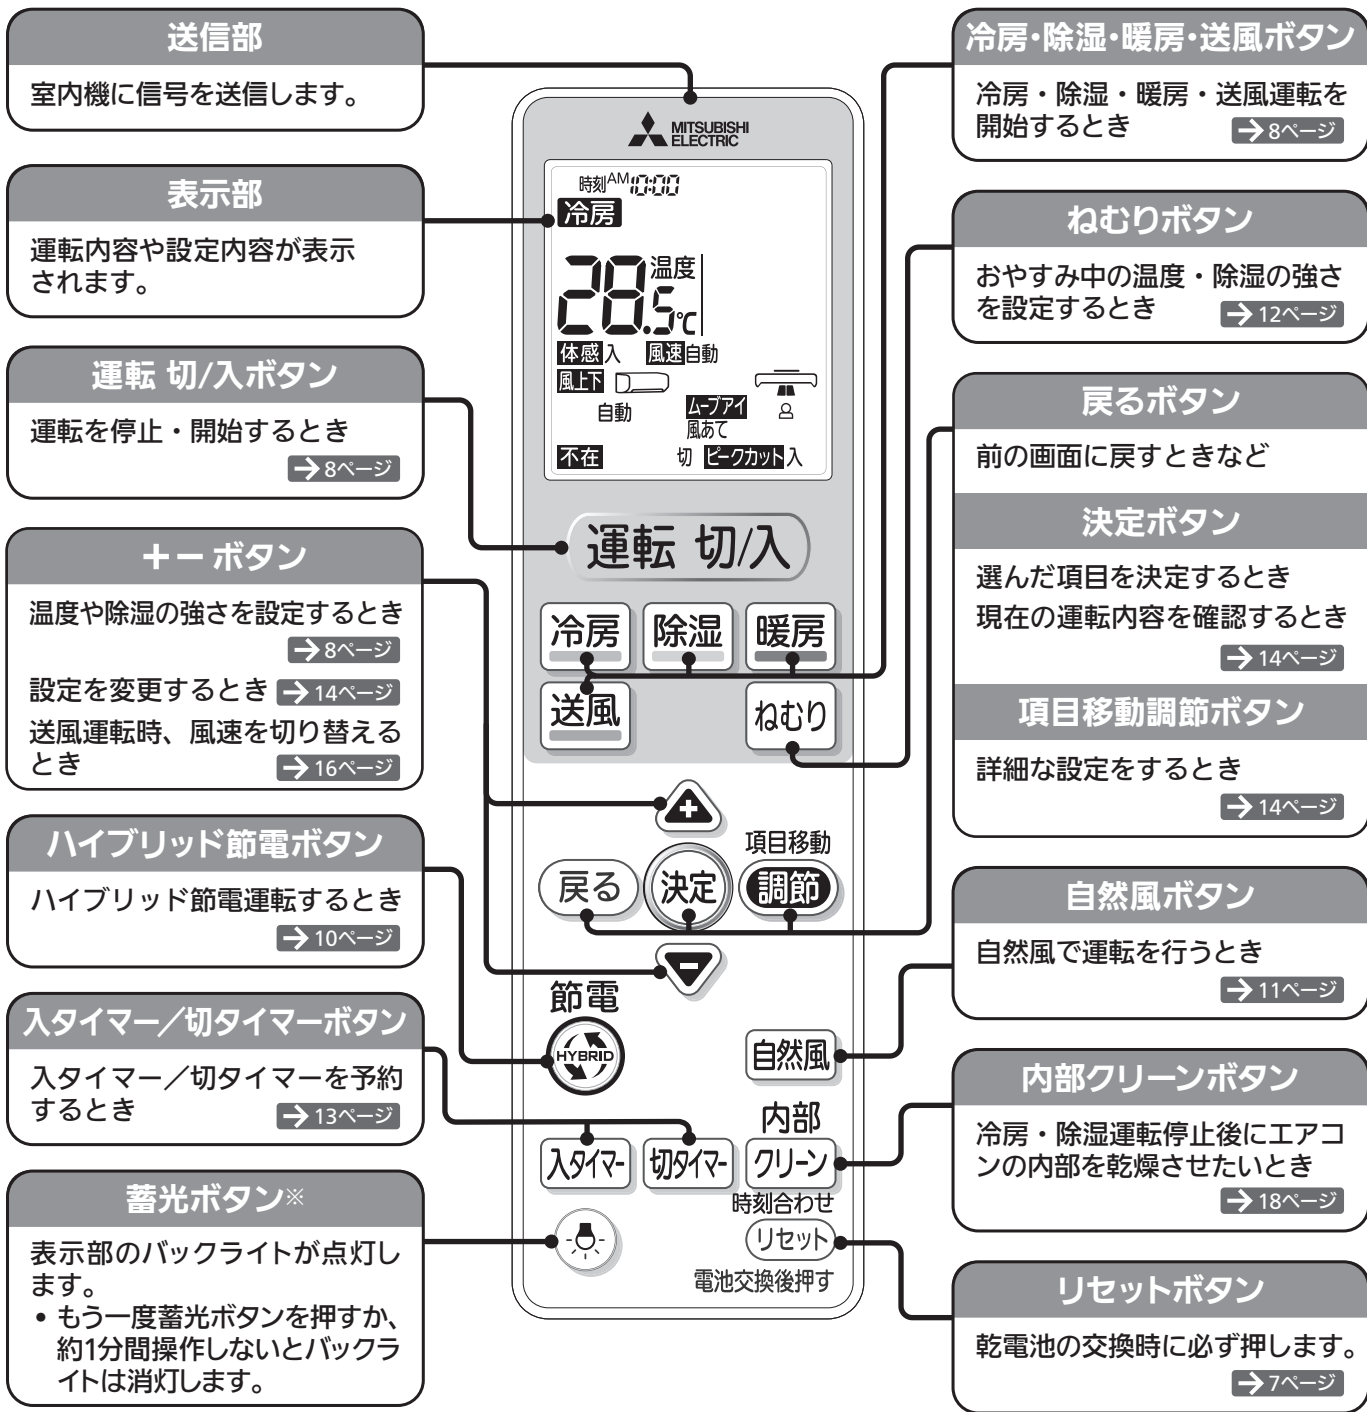 送信部
室内機に信号を送信します。
表示部
運転内容や設定内容が表示
されます。
運転 切/入ボタン
運転を停止・開始するとき
→8ページ
＋－ボタン
温度や除湿の強さを設定するとき
→8ページ
設定を変更するとき →14ページ
送風運転時、風速を切り替える
とき →16ページ
ハイブリッド節電ボタン
ハイブリッド節電運転するとき
→10ページ
入タイマー／切タイマーボタン
入タイマー／切タイマーを予約
するとき →13ページ
蓄光ボタン※
表示部のバックライトが点灯し
ます。
• もう一度蓄光ボタンを押すか、
約1分間操作しないとバックラ
イトは消灯します。
MITSUBISHI
ELECTRIC
時刻AM10:00
冷房
28.5℃ 温度
体感 入 風速 自動
風上下
自動 ムーブアイ
風あて
不在 切 ピークカット 入
運転 切/入
冷房 除湿 暖房
送風 ねむり
+
項目移動
戻る 決定 調節
-
節電
HYBRID
自然風
内部
入タイマー 切タイマー クリーン
時刻合わせ
リセット
電池交換後押す
冷房・除湿・暖房・送風ボタン
冷房・除湿・暖房・送風運転を
開始するとき →8ページ
ねむりボタン
おやすみ中の温度・除湿の強さ
を設定するとき →12ページ
戻るボタン
前の画面に戻すときなど
決定ボタン
選んだ項目を決定するとき
現在の運転内容を確認するとき
→14ページ
項目移動調節ボタン
詳細な設定をするとき
→14ページ
自然風ボタン
自然風で運転を行うとき
→11ページ
内部クリーンボタン
冷房・除湿運転停止後にエアコ
ンの内部を乾燥させたいとき
→18ページ
リセットボタン
乾電池の交換時に必ず押します。
→7ページ